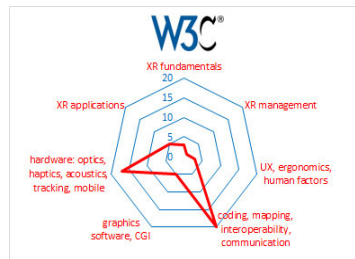 W3C®
XR fundamentals
20
XR applications
15
XR management
10
5
0
hardware: optics,
haptics, acoustics,
tracking, mobile
UX, ergonomics,
human factors
graphics
software, CGI
coding, mapping,
interoperability,
communication